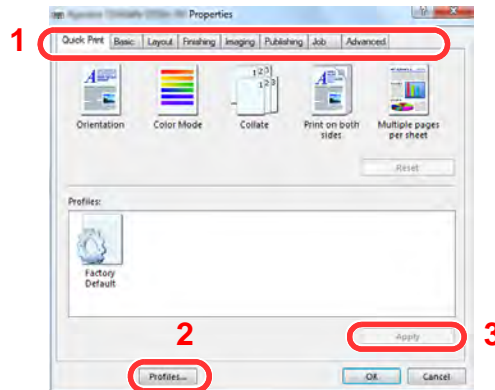 Properties
1
Quick Print Basic Layout Finishing Imaging Publishing Job Advanced
Orientation Color Mode Collate Print on both sides Multiple pages per sheet
Reset
Profiles:
Factory
Default
Apply
3
2
Profiles...
OK Cancel